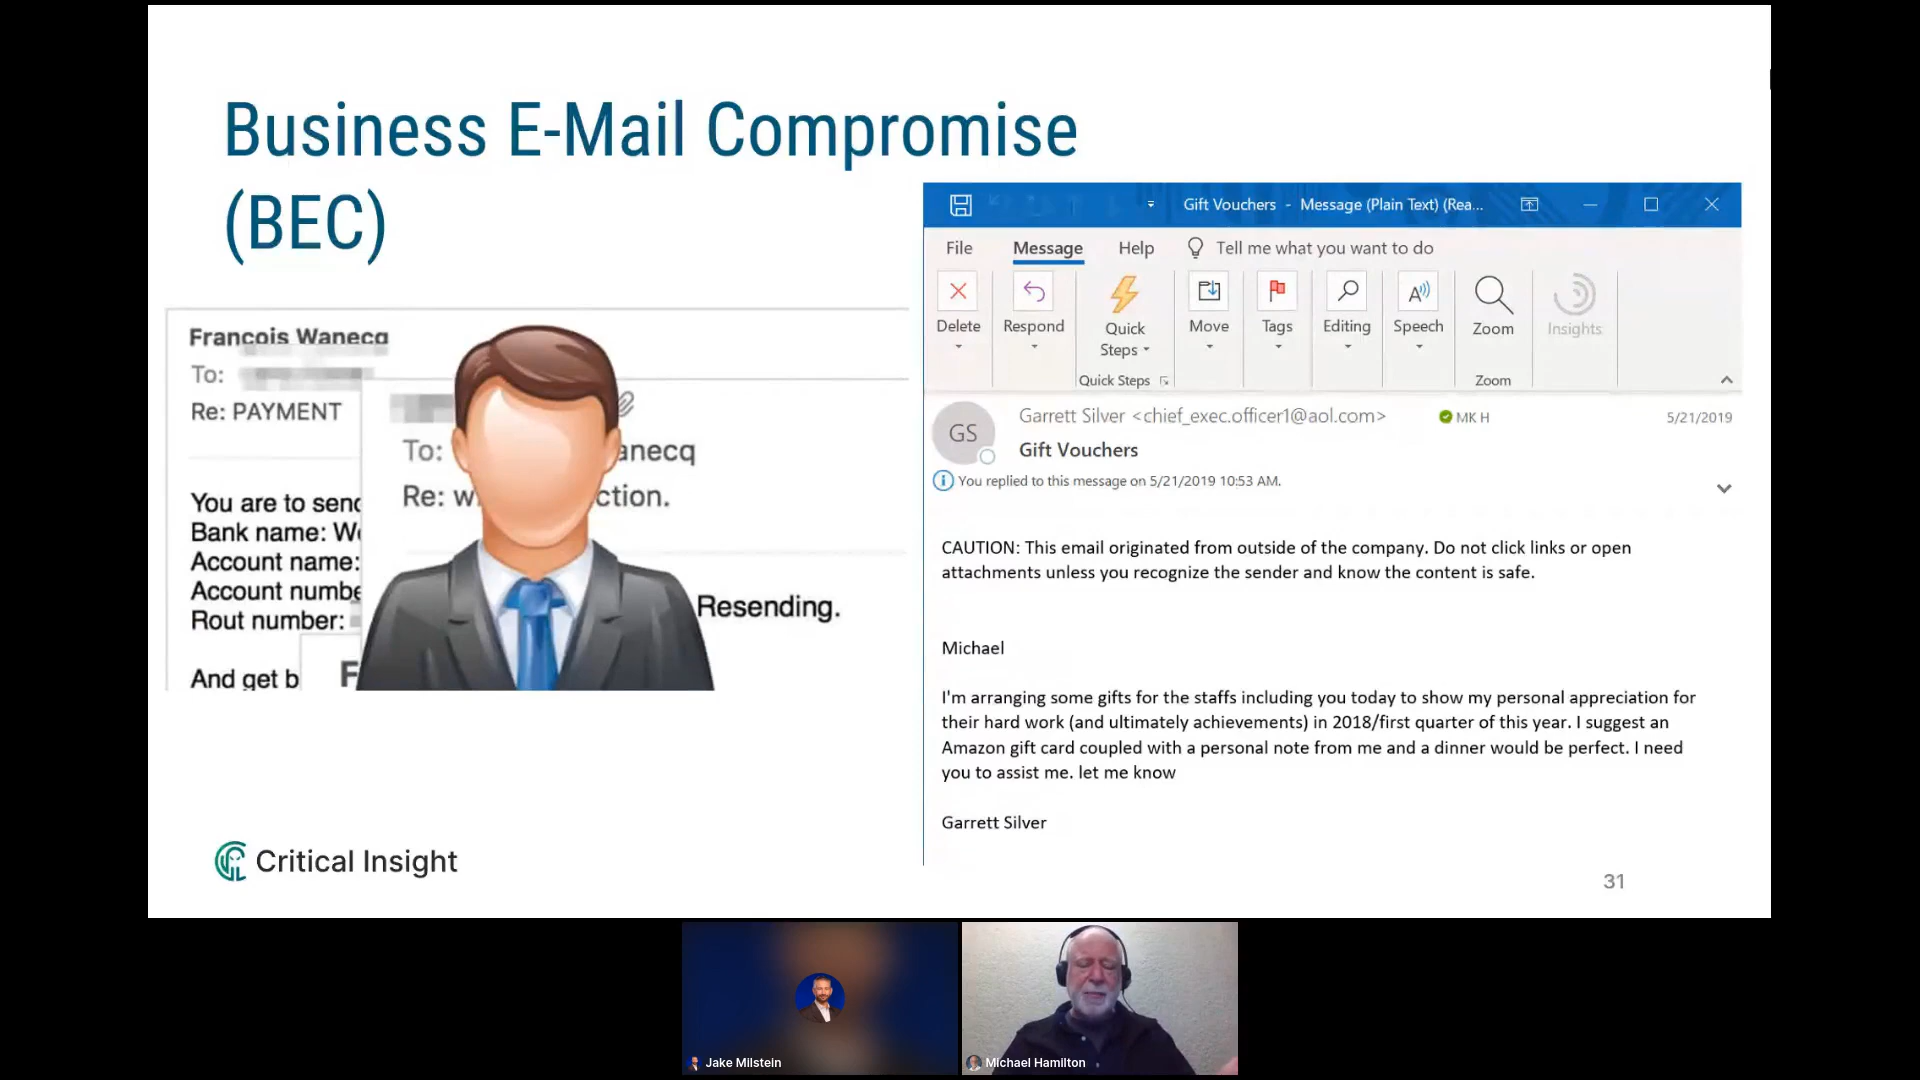 Business E-Mail Compromise
(BEC)
Francois Wanecq
To:
Re: PAYMENT
You are to send
Bank name:
Account name:
Account numbe
Rout number:
And get b
To: anecq
Re: w ction.
Resending.
F
Gift Vouchers - Message (Plain Text) (Rea...
File Message Help Tell me what you want to do
Delete Respond Quick Steps Move Tags Editing Speech Zoom Insights
Quick Steps Zoom
GS
Garrett Silver <chief_exec.officer1@aol.com> MK H 5/21/2019
Gift Vouchers
You replied to this message on 5/21/2019 10:53 AM.
CAUTION: This email originated from outside of the company. Do not click links or open
attachments unless you recognize the sender and know the content is safe.
Michael
I'm arranging some gifts for the staffs including you today to show my personal appreciation for
their hard work (and ultimately achievements) in 2018/first quarter of this year. I suggest an
Amazon gift card coupled with a personal note from me and a dinner would be perfect. I need
you to assist me. let me know
Garrett Silver
Critical Insight
31
Jake Milstein
Michael Hamilton